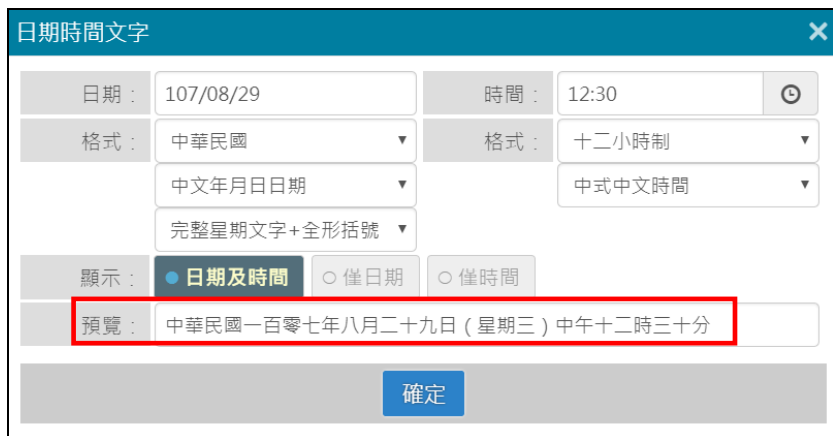 日期時間文字
日期： 107/08/29 時間： 12:30
格式： 中華民國 格式： 十二小時制
中文年月日日期 中式中文時間
完整星期文字+全形括號
顯示： 日期及時間 僅日期 僅時間
預覽： 中華民國一百零七年八月二十九日（星期三）中午十二時三十分
確定